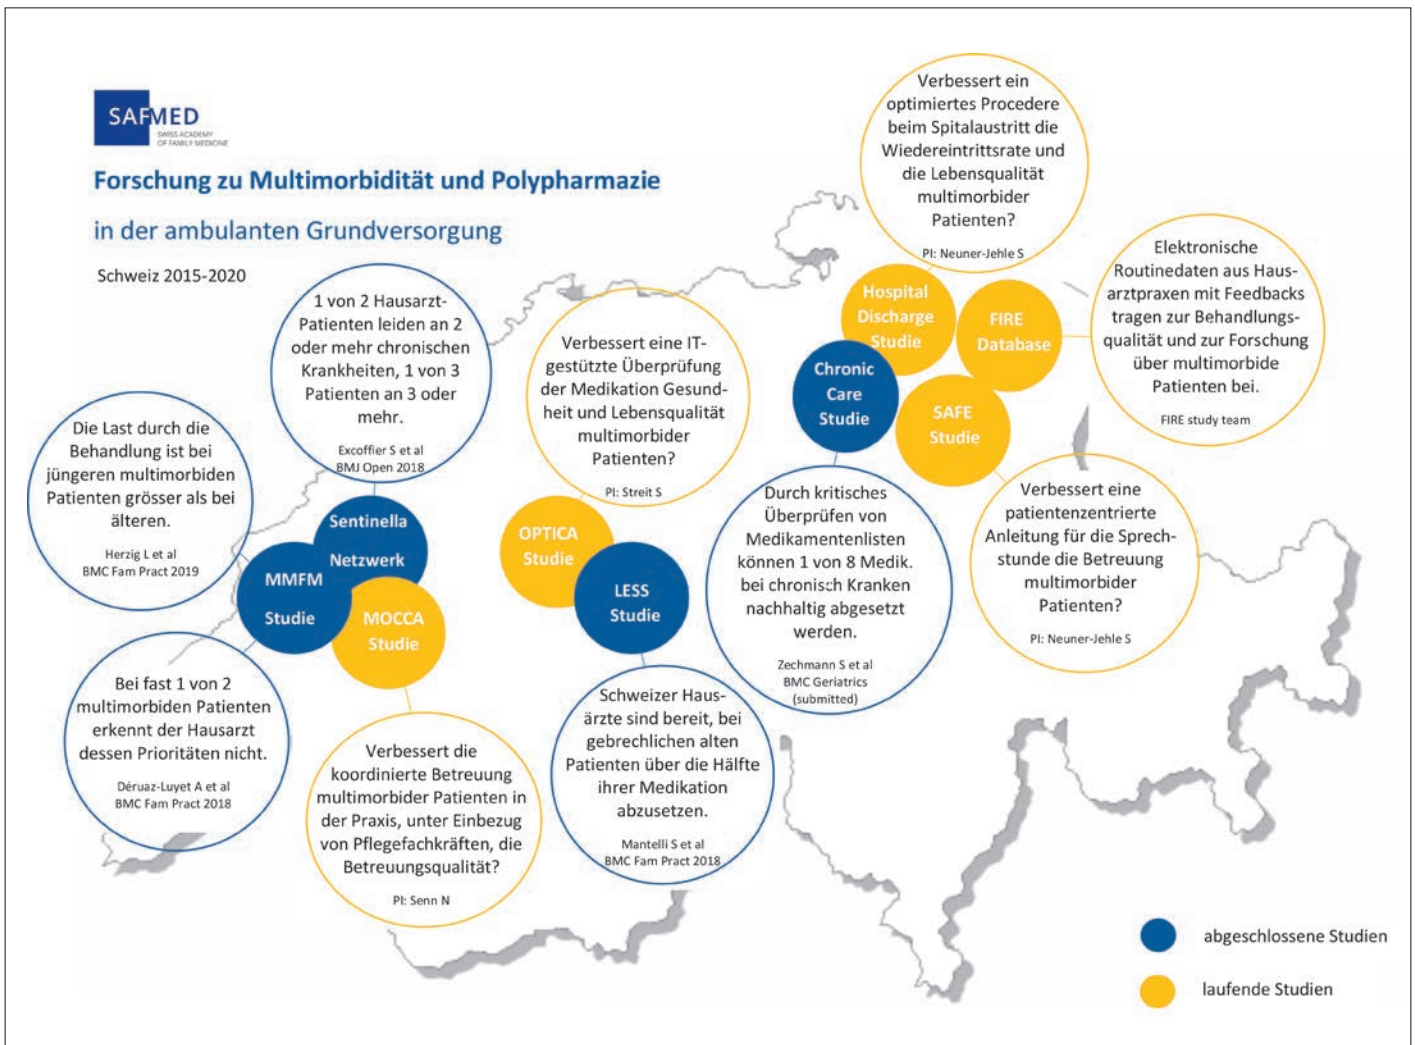 SAFMED
SWISS ACADEMY
OF FAMILY MEDICINE
Forschung zu Multimorbidität und Polypharmazie
in der ambulanten Grundversorgung
Schweiz 2015-2020
1 von 2 Hausarzt-
Patienten leiden an 2
oder mehr chronischen
Krankheiten, 1 von 3
Patienten an 3 oder
mehr.
Excoffier S et al
BMJ Open 2018
Die Last durch die
Behandlung ist bei
jüngeren multimorbiden
Patienten grösser als bei
älteren.
Herzig L et al
BMC Fam Pract 2019
Sentinella
Netzwerk
MMFM
Studie
MOCCA
Studie
Bei fast 1 von 2
multimorbiden Patienten
erkennt der Hausarzt
dessen Prioritäten nicht.
Déruaz-Luyet A et al
BMC Fam Pract 2018
Verbessert die
koordinierte Betreuung
multimorbider Patienten in
der Praxis, unter Einbezug
von Pflegefachkräften, die
Betreuungsqualität?
PI: Senn N
Verbessert eine IT-
gestützte Überprüfung
der Medikation Gesund-
heit und Lebensqualität
multimorbider
Patienten?
PI: Streit S
OPTICA
Studie
LESS
Studie
Schweizer Haus-
ärzte sind bereit, bei
gebrechlichen alten
Patienten über die Hälfte
ihrer Medikation
abzusetzen.
Mantelli S et al
BMC Fam Pract 2018
Verbessert ein
optimiertes Procedere
beim Spitalaustritt die
Wiedereintrittsrate und
die Lebensqualität
multimorbider
Patienten?
PI: Neuner-Jehle S
Hospital
Discharge
Studie
FIRE
Database
Chronic
Care
Studie
SAFE
Studie
Elektronische
Routinedaten aus Haus-
arztpraxen mit Feedbacks
tragen zur Behandlungs-
qualität und zur Forschung
über multimorbide
Patienten bei.
FIRE study team
Durch kritisches
Überprüfen von
Medikamentenlisten
können 1 von 8 Medik.
bei chronisch Kranken
nachhaltig abgesetzt
werden.
Zechmann S et al
BMC Geriatrics
(submitted)
Verbessert eine
patientenzentrierte
Anleitung für die Sprech-
stunde die Betreuung
multimorbider
Patienten?
PI: Neuner-Jehle S
abgeschlossene Studien
laufende Studien